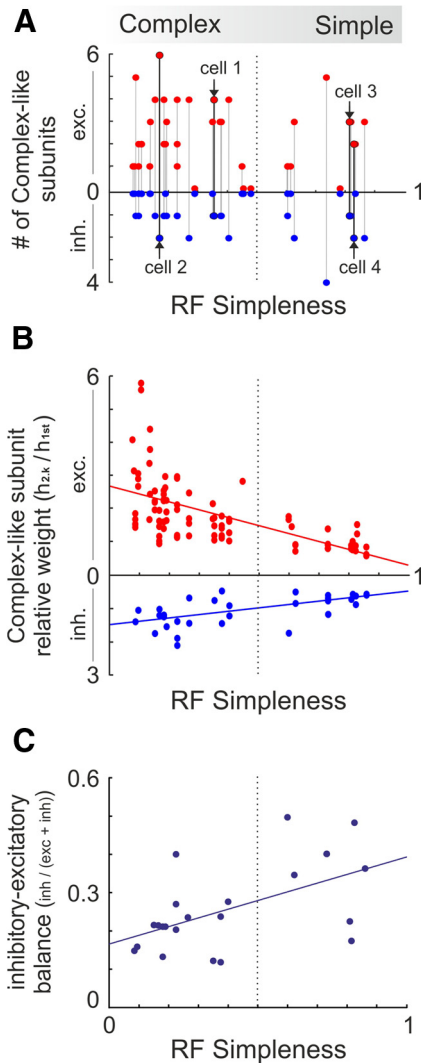 A
Complex Simple
# of Complex-like
subunits
exc.
inh.
6
0
4
1
cell 1
cell 3
cell 2
cell 4
RF Simpleness
B
Complex-like subunit
relative weight (h2.k / h1st)
exc.
inh.
6
0
3
1
RF Simpleness
C
inhibitory-excitatory
balance (inh / (exc + inh))
0.6
0.3
0
0 1
RF Simpleness